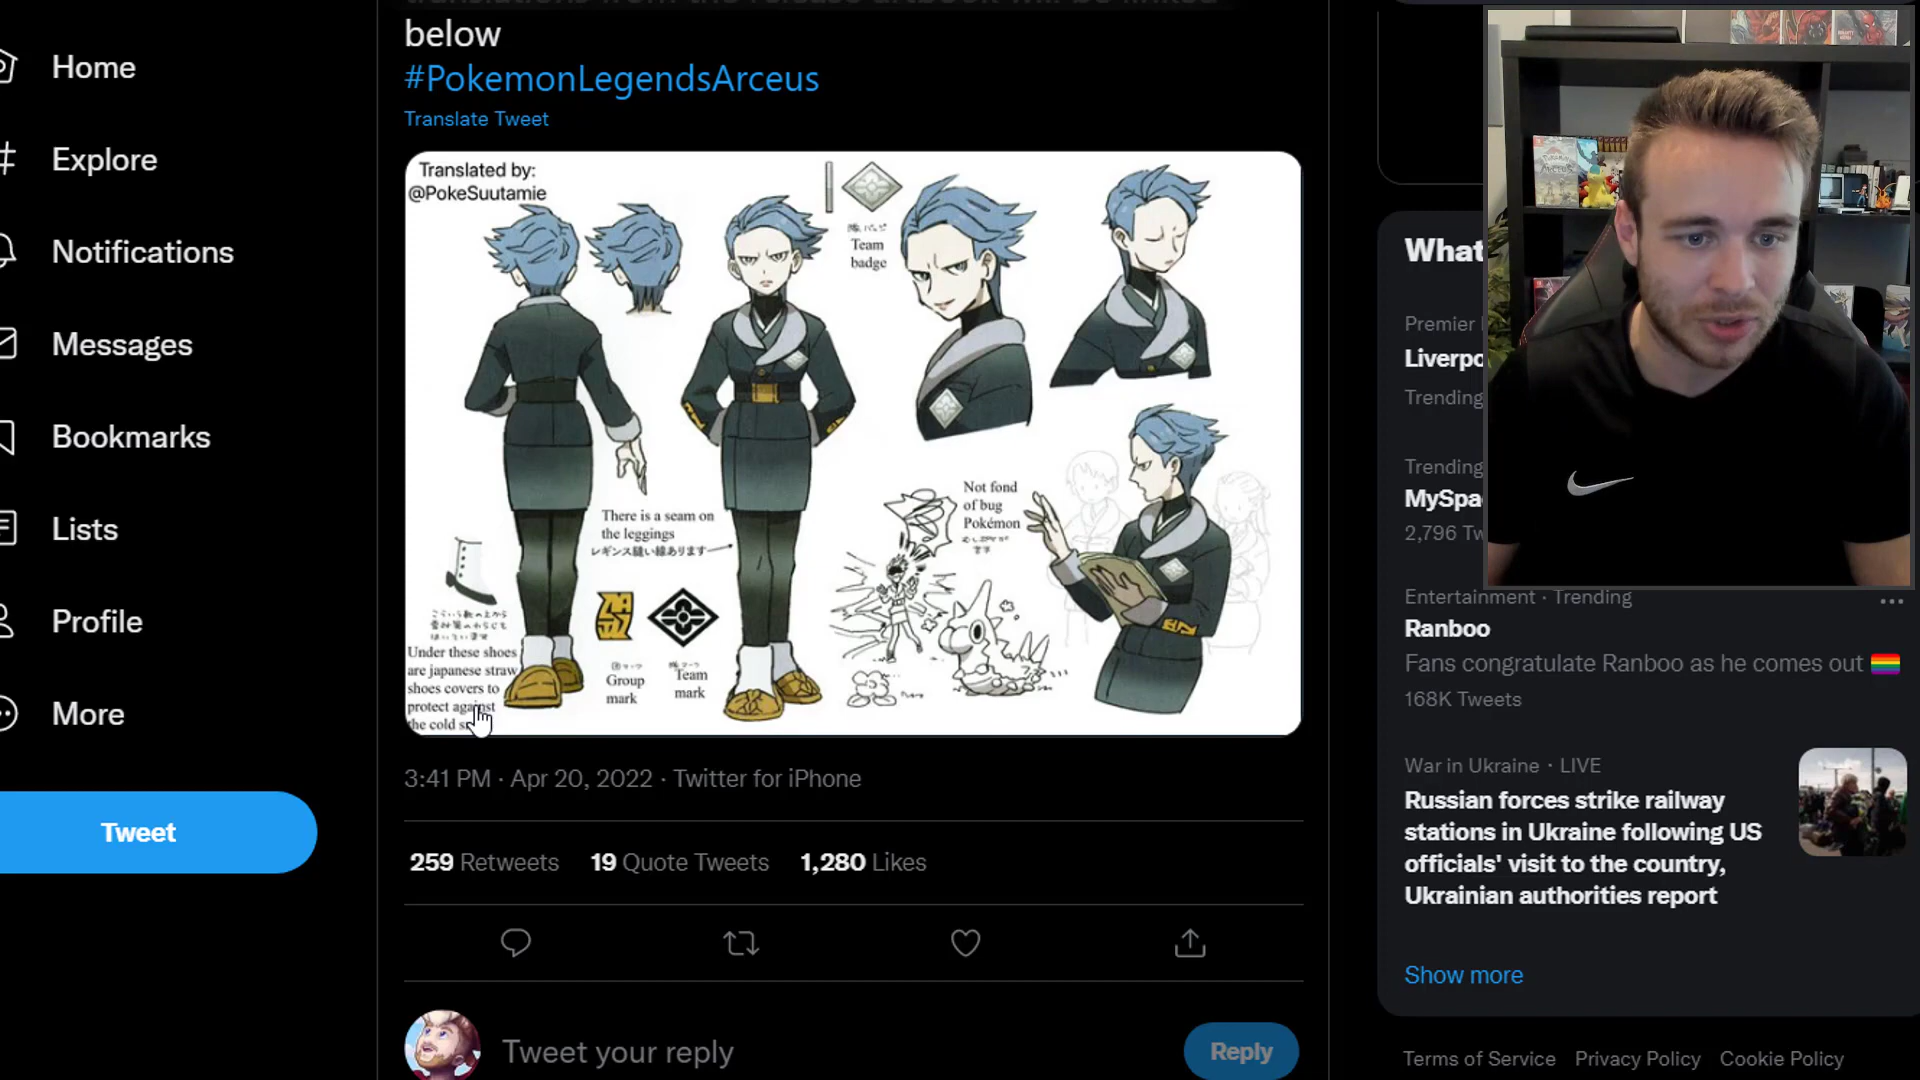 below
#PokemonLegendsArceus
Translate Tweet
Home
Explore
Notifications
Messages
Bookmarks
Lists
Profile
More
Tweet
Translated by:
@PokeSuutamie
Team
badge
There is a seam on
the leggings
レギンス縫い線あります
Not fond
of bug
Pokémon
Under these shoes
are japanese straw
shoes covers to
protect against
the cold
Group
mark
Team
mark
3:41 PM · Apr 20, 2022 · Twitter for iPhone
259 Retweets 19 Quote Tweets 1,280 Likes
Tweet your reply
Reply
What
Premier
Liverpo
Trending
Trending
MySpa
2,796 Tw
Entertainment · Trending
Ranboo
Fans congratulate Ranboo as he comes out 🏳️‍🌈
168K Tweets
War in Ukraine · LIVE
Russian forces strike railway
stations in Ukraine following US
officials' visit to the country,
Ukrainian authorities report
Show more
Terms of Service Privacy Policy Cookie Policy